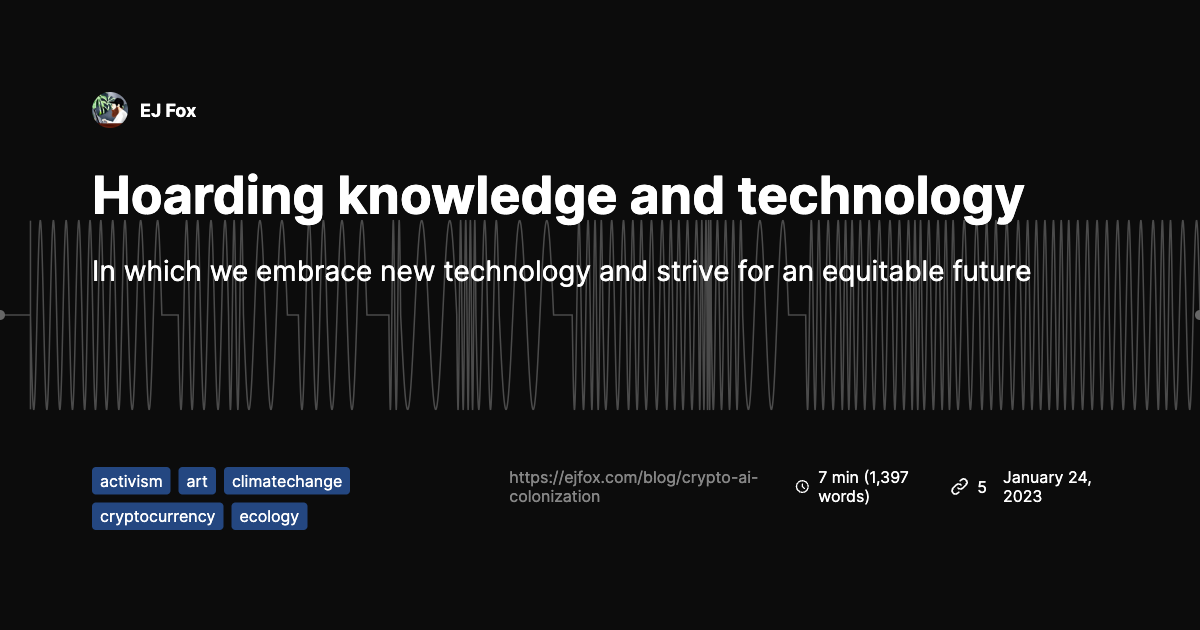 EJ Fox
Hoarding knowledge and technology
In which we embrace new technology and strive for an equitable future
activism art climatechange
cryptocurrency ecology
https://ejfox.com/blog/crypto-ai-
colonization
7 min (1,397
words)
5
January 24,
2023